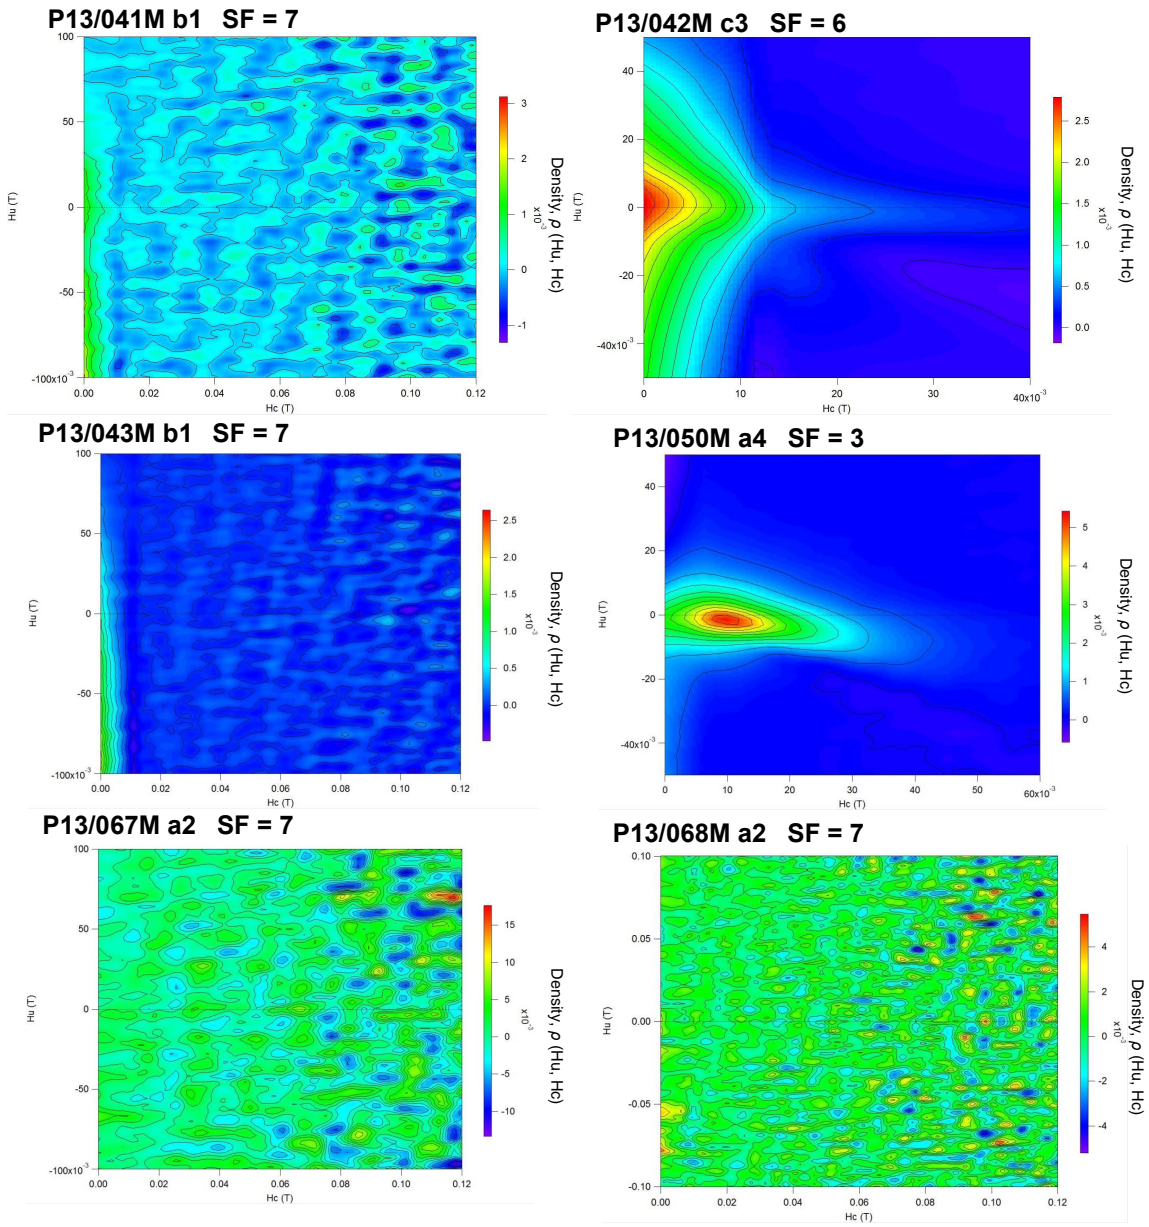 P13/041M b1 SF = 7
100
50
0
-50
-100x10⁻³
Hu (T)
0.00 0.02 0.04 0.06 0.08 0.10 0.12
Hc (T)
3
2
1
0
-1
x10⁻³
Density, ρ (Hu, Hc)
P13/042M c3 SF = 6
40
20
0
-20
-40x10⁻³
Hu (T)
0 10 20 30 40x10⁻³
Hc (T)
2.5
2.0
1.5
1.0
0.5
0.0
x10⁻³
Density, ρ (Hu, Hc)
P13/043M b1 SF = 7
100
50
0
-50
-100x10⁻³
Hu (T)
0.00 0.02 0.04 0.06 0.08 0.10 0.12
Hc (T)
2.5
2.0
1.5
1.0
0.5
0.0
x10⁻³
Density, ρ (Hu, Hc)
P13/050M a4 SF = 3
40
20
0
-20
-40x10⁻³
Hu (T)
0 10 20 30 40 50 60x10⁻³
Hc (T)
5
4
3
2
1
0
x10⁻³
Density, ρ (Hu, Hc)
P13/067M a2 SF = 7
100
50
0
-50
-100x10⁻³
Hu (T)
0.00 0.02 0.04 0.06 0.08 0.10 0.12
Hc (T)
15
10
5
0
-5
-10
x10⁻³
Density, ρ (Hu, Hc)
P13/068M a2 SF = 7
0.10
0.05
0.00
-0.05
-0.10
Hu (T)
0.00 0.02 0.04 0.06 0.08 0.10 0.12
Hc (T)
4
2
0
-2
-4
x10⁻³
Density, ρ (Hu, Hc)